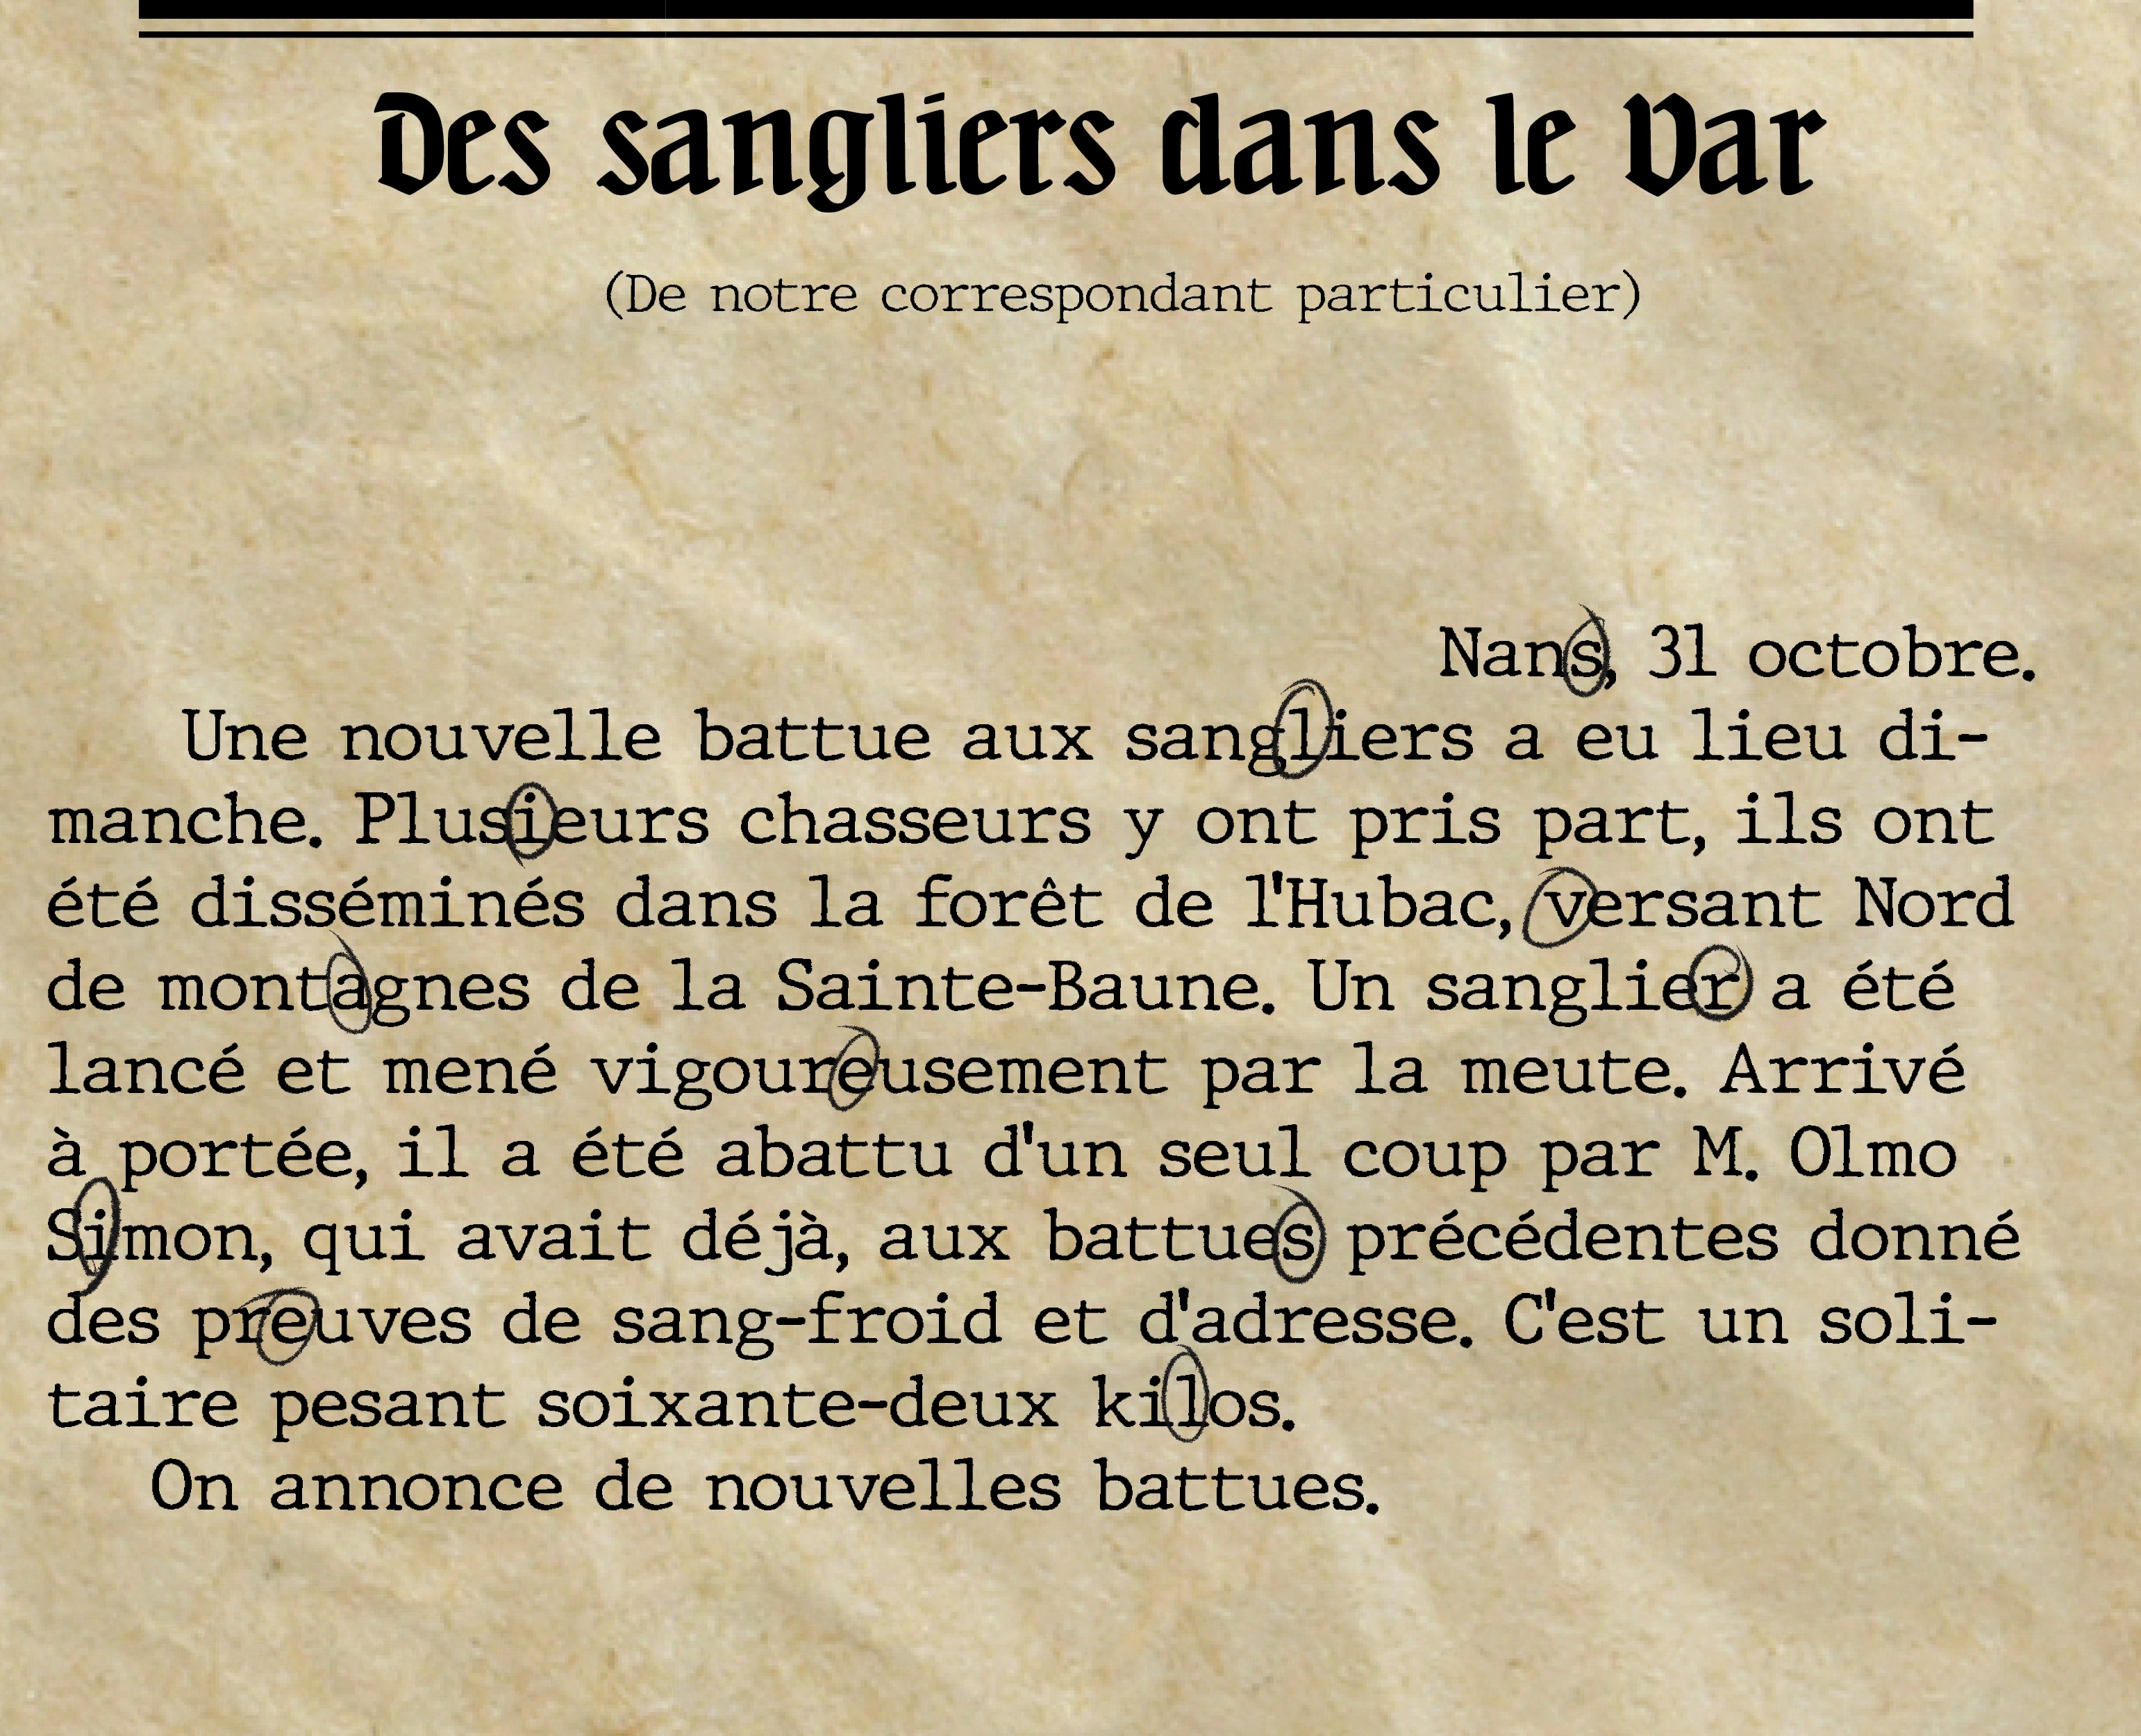 Des sangliers dans le Var
(De notre correspondant particulier)
Nans, 31 octobre.
Une nouvelle battue aux sangliers a eu lieu di-
manche. Plusieurs chasseurs y ont pris part, ils ont
été disséminés dans la forêt de l'Hubac, versant Nord
de montagnes de la Sainte-Baune. Un sanglier a été
lancé et mené vigoureusement par la meute. Arrivé
à portée, il a été abattu d'un seul coup par M. Olmo
Simon, qui avait déjà, aux battues précédentes donné
des preuves de sang-froid et d'adresse. C'est un soli-
taire pesant soixante-deux kilos.
On annonce de nouvelles battues.